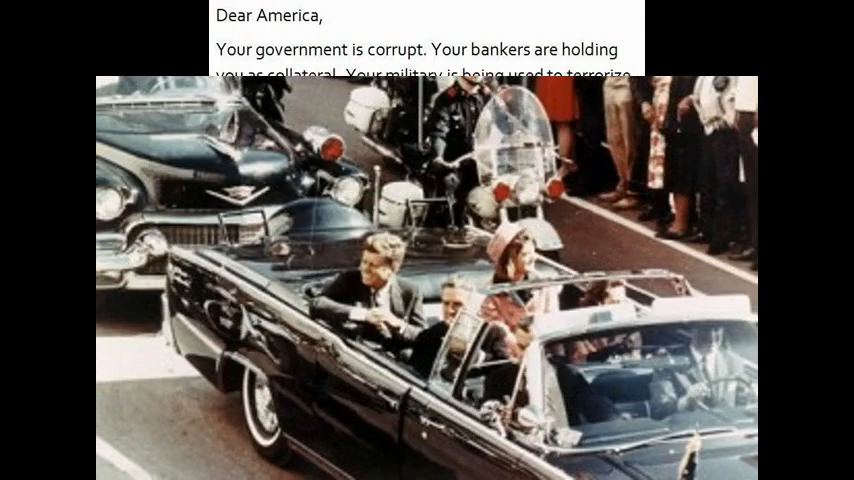 Dear America,
Your government is corrupt. Your bankers are holding
you as collateral. Your military is being used to terrorize